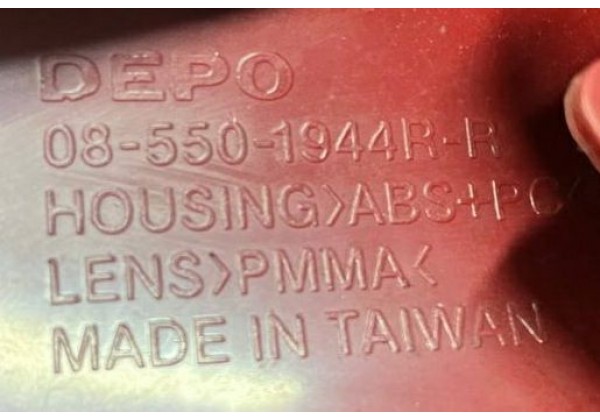 DEPO
08-550-1944R-R
HOUSING>ABS+PC<
LENS>PMMA<
MADE IN TAIWAN